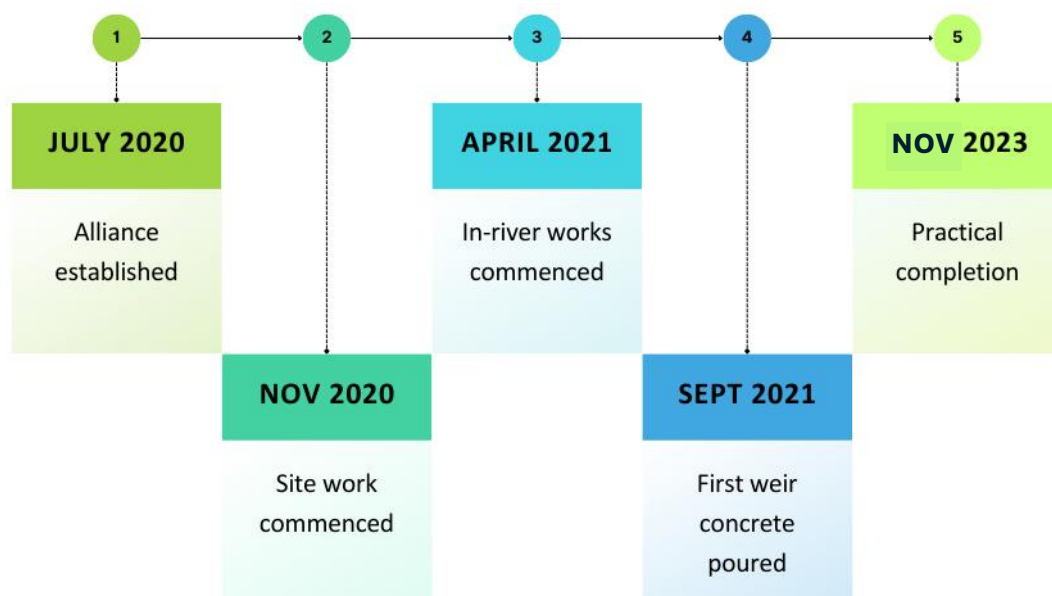 1
2
3
4
5
JULY 2020
Alliance
established
NOV 2020
Site work
commenced
APRIL 2021
In-river works
commenced
SEPT 2021
First weir
concrete
poured
NOV 2023
Practical
completion